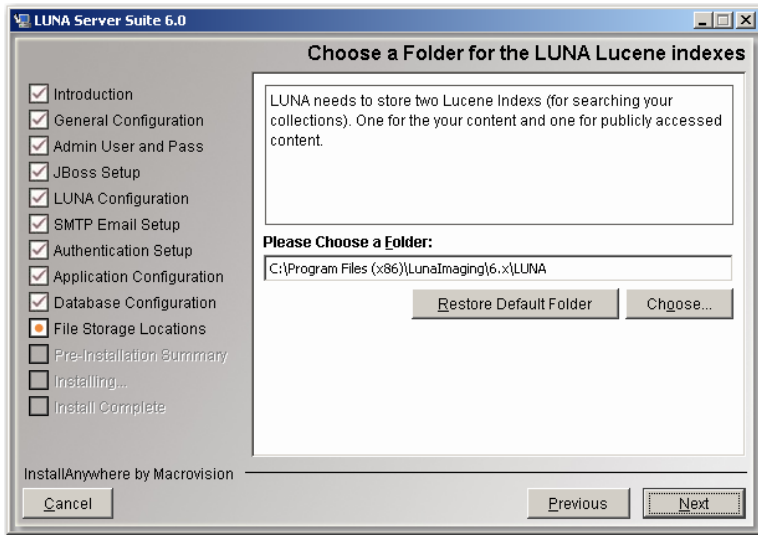 LUNA Server Suite 6.0
Choose a Folder for the LUNA Lucene indexes
Introduction
General Configuration
Admin User and Pass
JBoss Setup
LUNA Configuration
SMTP Email Setup
Authentication Setup
Application Configuration
Database Configuration
File Storage Locations
Pre-Installation Summary
Installing...
Install Complete
LUNA needs to store two Lucene Indexs (for searching your
collections). One for the your content and one for publicly accessed
content.
Please Choose a Folder:
C:\Program Files (x86)\LunaImaging\6.x\LUNA
Restore Default Folder
Choose...
InstallAnywhere by Macrovision
Cancel
Previous
Next